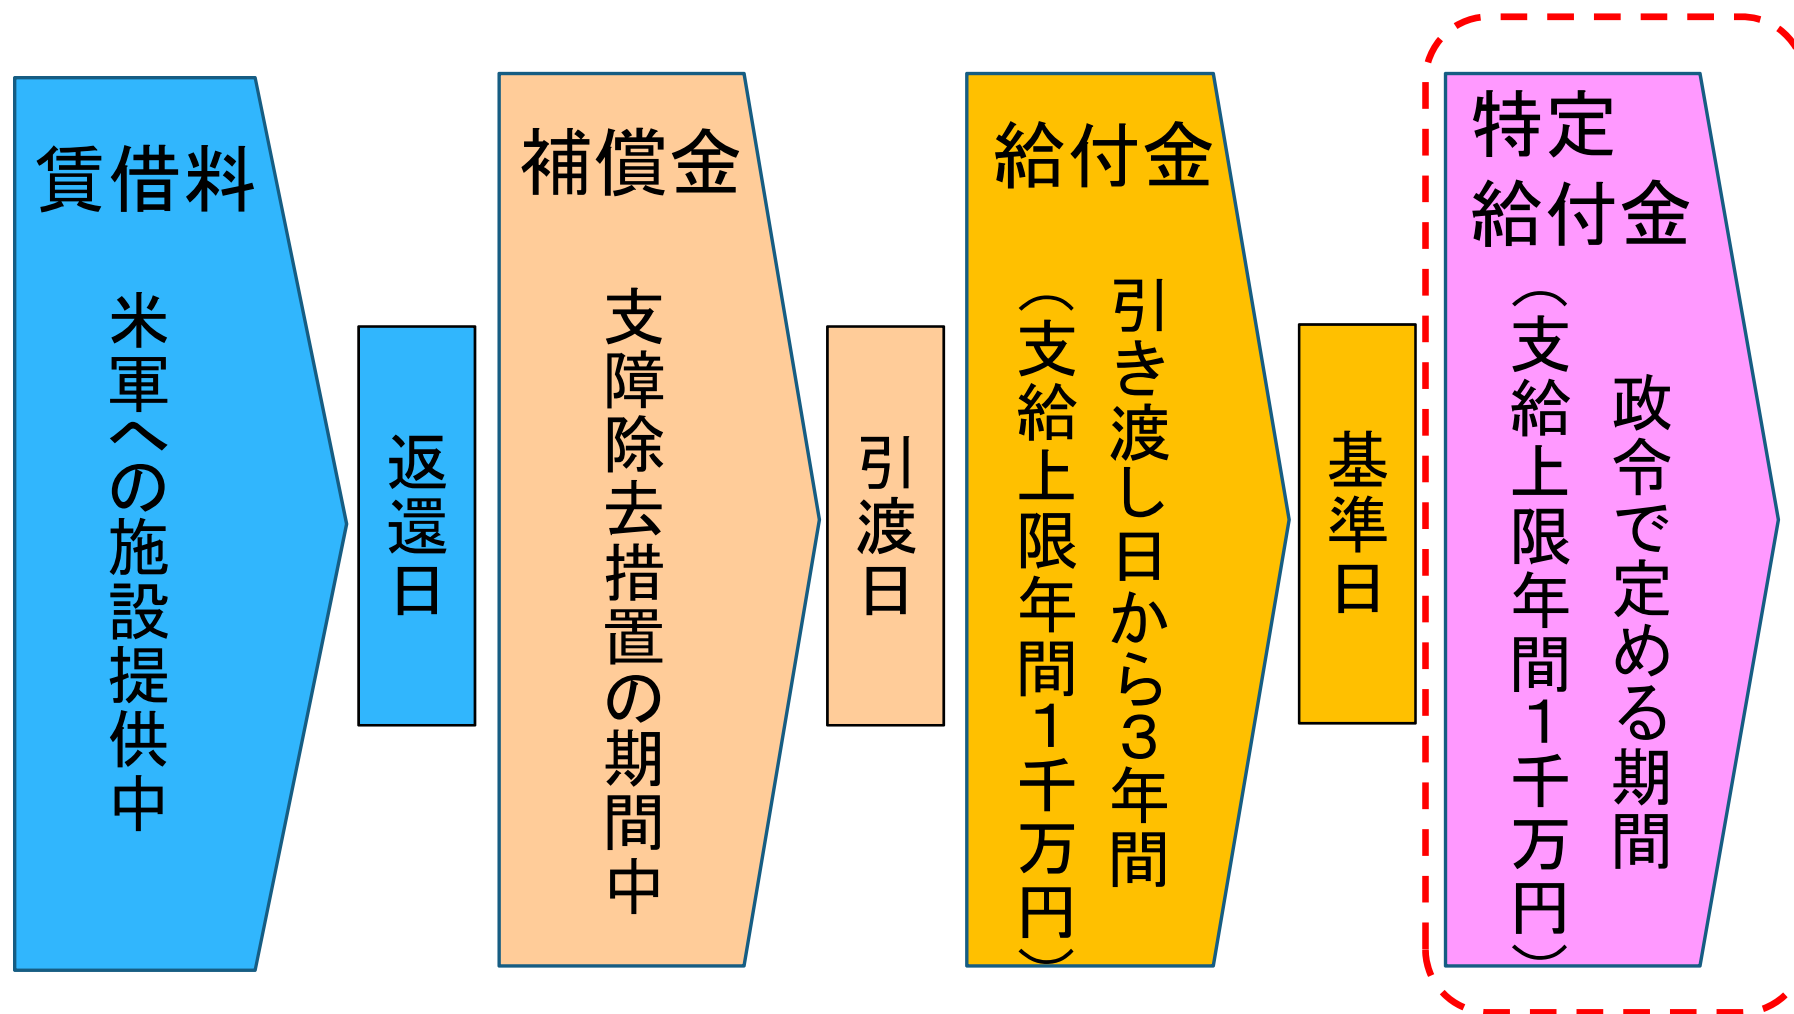 賃借料
米軍への施設提供中
返還日
補償金
支障除去措置の期間中
引渡日
給付金
引き渡し日から３年間
（支給上限年間１千万円）
基準日
特定
給付金
政令で定める期間
（支給上限年間１千万円）